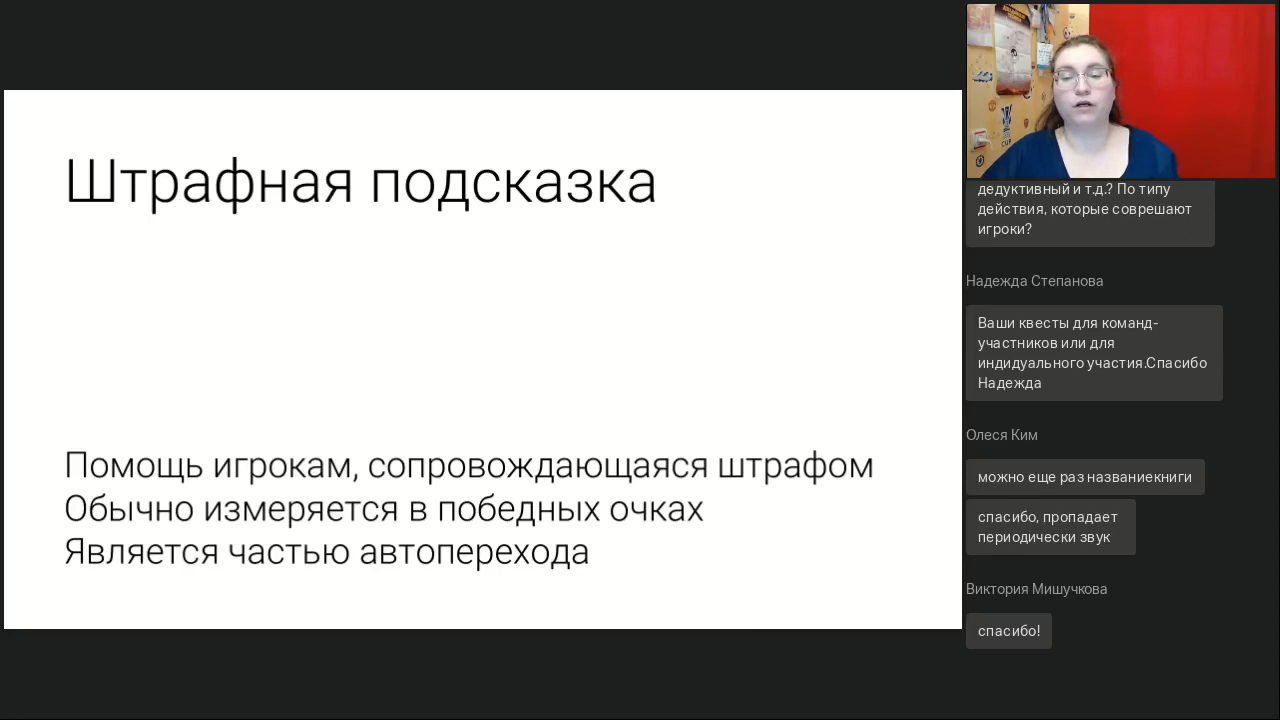 Штрафная подсказка
Помощь игрокам, сопровождающаяся штрафом
Обычно измеряется в победных очках
Является частью автоперехода
CUP
дедуктивный и т.д.? По типу
действия, которые соврешают
игроки?
Надежда Степанова
Ваши квесты для команд-
участников или для
индидуального участия.Спасибо
Надежда
Олеся Ким
можно еще раз названиекниги
спасибо, пропадает
периодически звук
Виктория Мишучкова
спасибо!